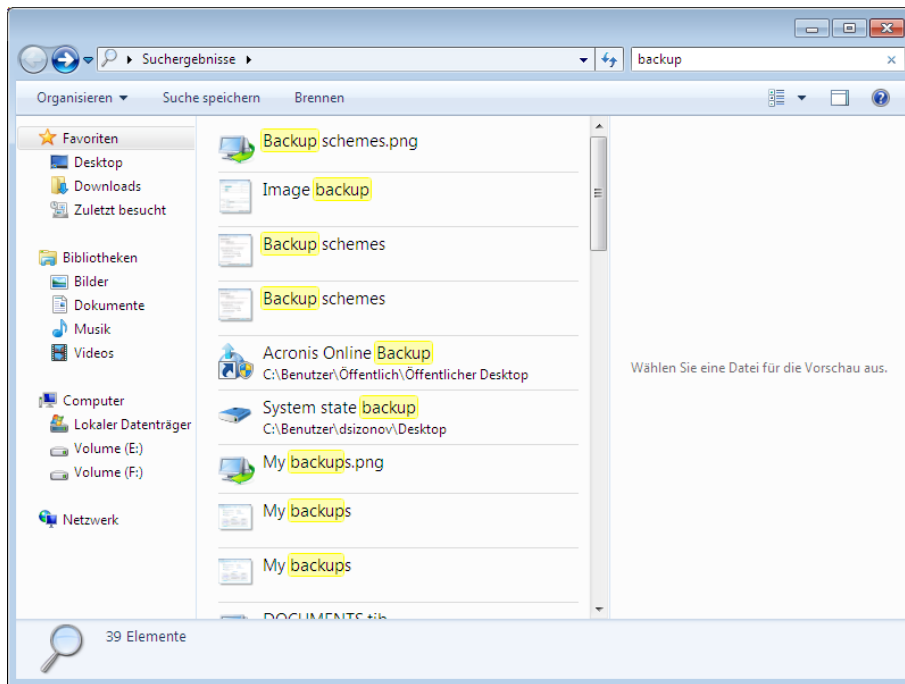 Suchergebnisse
backup
Organisieren
Suche speichern
Brennen
Favoriten
Desktop
Downloads
Zuletzt besucht
Bibliotheken
Bilder
Dokumente
Musik
Videos
Computer
Lokaler Datenträger
Volume (E:)
Volume (F:)
Netzwerk
Backup schemes.png
Image backup
Backup schemes
Backup schemes
Acronis Online Backup
C:\Benutzer\Öffentlich\Öffentlicher Desktop
System state backup
C:\Benutzer\dsizonov\Desktop
My backups.png
My backups
My backups
DOCUMENTS.tib
Wählen Sie eine Datei für die Vorschau aus.
39 Elemente